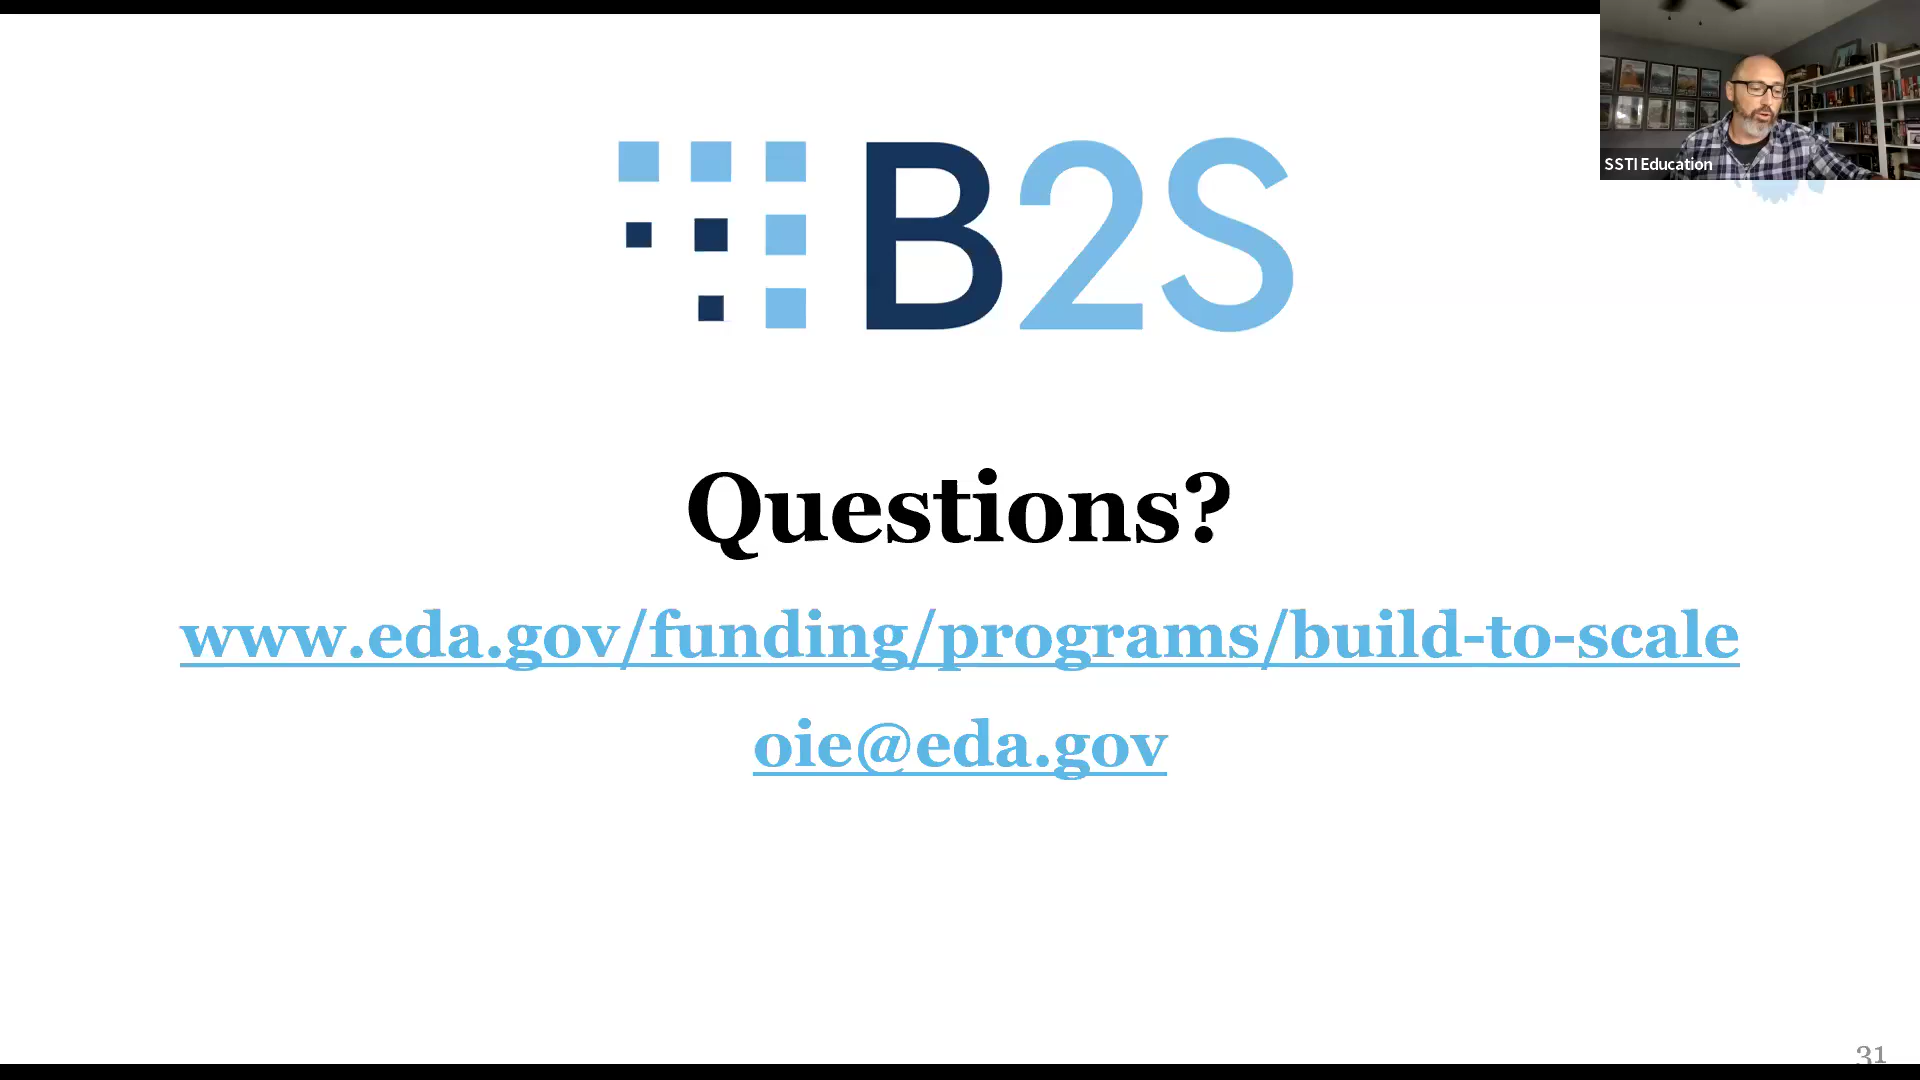 SSTI Education
B2S
Questions?
www.eda.gov/funding/programs/build-to-scale
oie@eda.gov
31